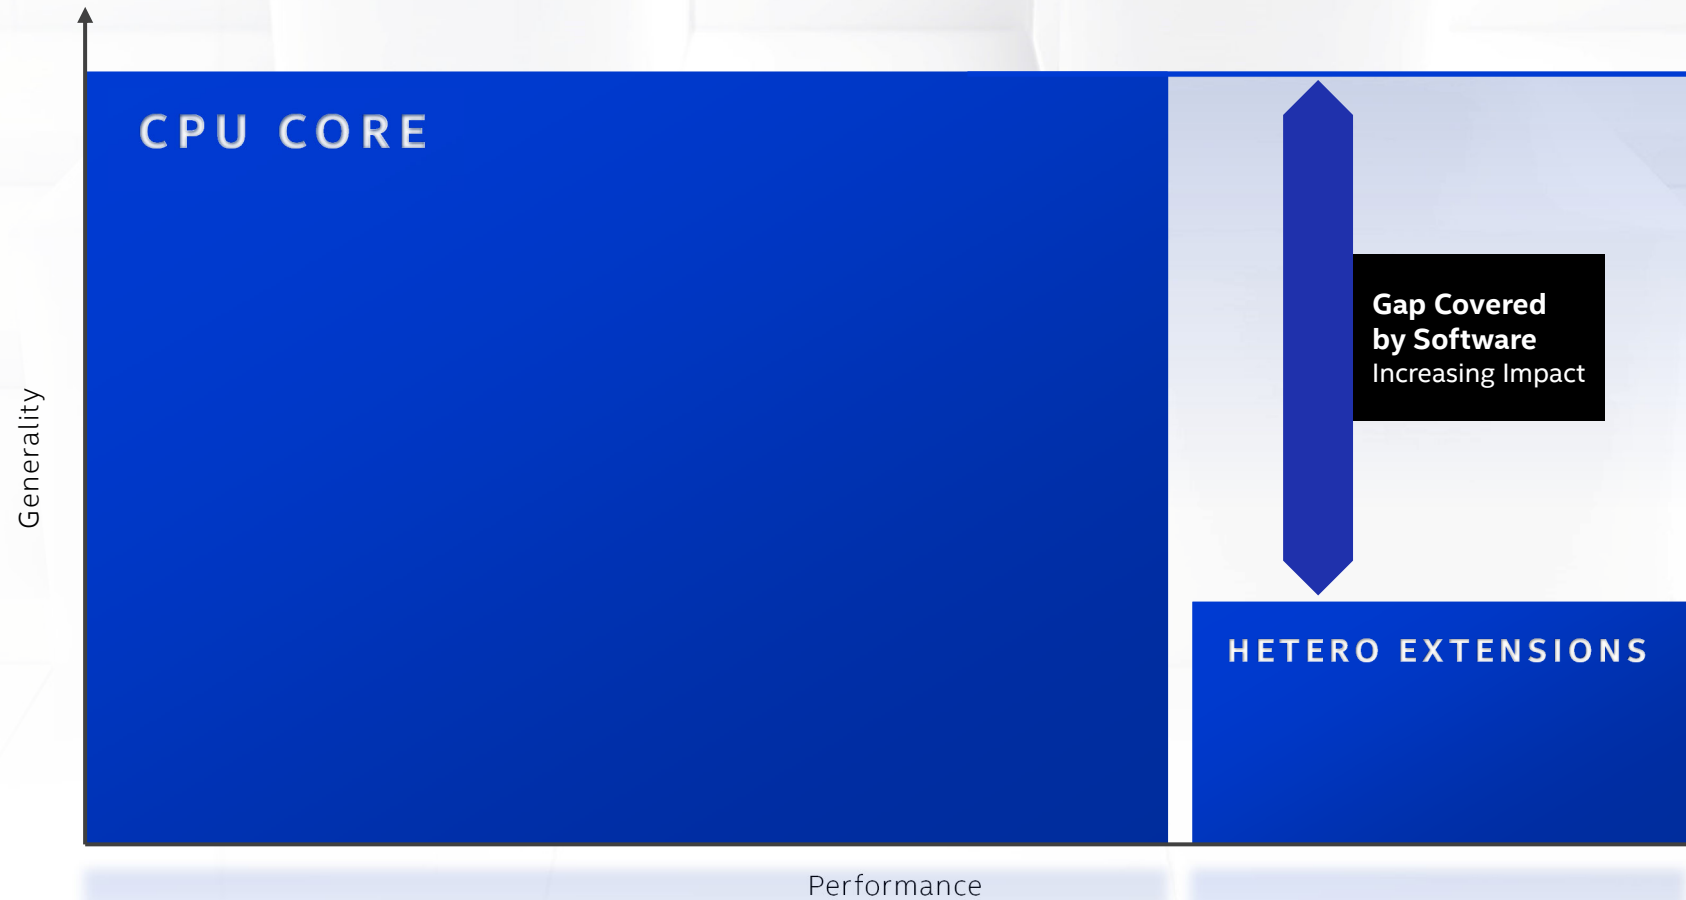 CPU CORE
Gap Covered
by Software
Increasing Impact
Generality
HETERO EXTENSIONS
Performance